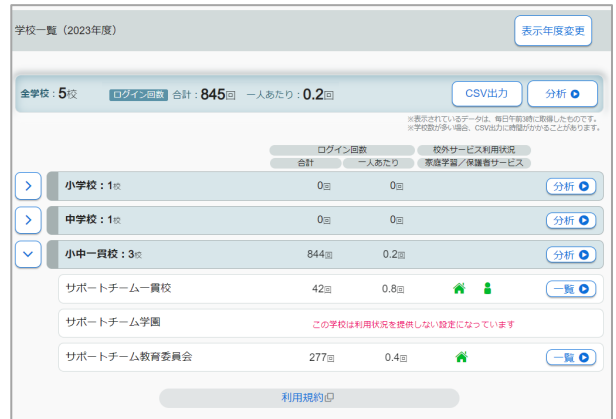 学校一覧（2023年度）
表示年度変更
全学校：5校 ログイン回数 合計：845回 一人あたり：0.2回 CSV出力 分析
※表示されているデータは、毎日午前3時に取得したものです。
※学校数が多い場合、CSV出力に時間がかかることがあります。
ログイン回数 校外サービス利用状況
合計 一人あたり 家庭学習／保護者サービス
小学校：1校 0回 0回 分析
中学校：1校 0回 0回 分析
小中一貫校：3校 844回 0.2回 分析
サポートチーム一貫校 42回 0.8回 一覧
サポートチーム学園 この学校は利用状況を提供しない設定になっています
サポートチーム教育委員会 277回 0.4回 一覧
利用規約